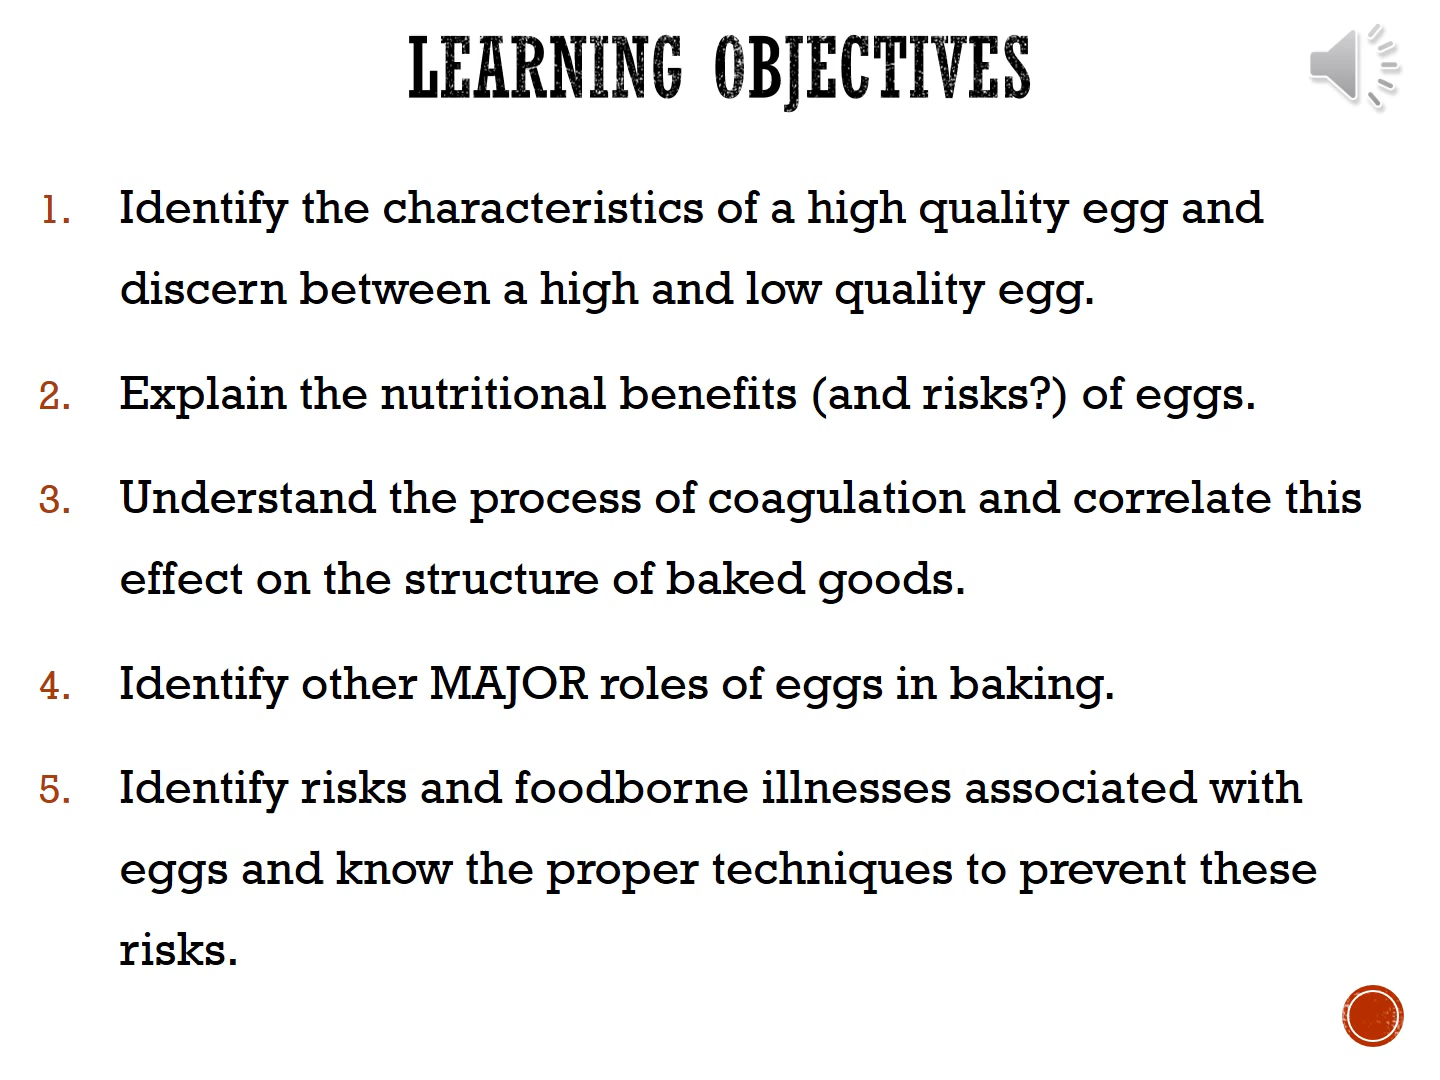 LEARNING OBJECTIVES
1. Identify the characteristics of a high quality egg and
discern between a high and low quality egg.
2. Explain the nutritional benefits (and risks?) of eggs.
3. Understand the process of coagulation and correlate this
effect on the structure of baked goods.
4. Identify other MAJOR roles of eggs in baking.
5. Identify risks and foodborne illnesses associated with
eggs and know the proper techniques to prevent these
risks.